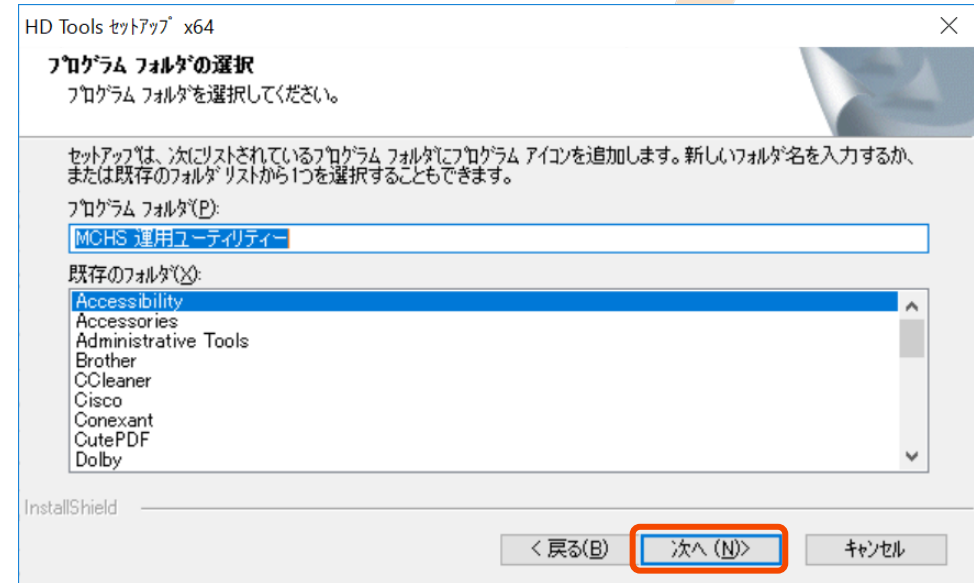 HD Tools ｾｯﾄｱｯﾌﾟ x64
ﾌﾟﾛｸﾞﾗﾑ ﾌｫﾙﾀﾞの選択
ﾌﾟﾛｸﾞﾗﾑ ﾌｫﾙﾀﾞを選択してください。
ｾｯﾄｱｯﾌﾟは、次にﾘｽﾄされているﾌﾟﾛｸﾞﾗﾑ ﾌｫﾙﾀﾞにﾌﾟﾛｸﾞﾗﾑ ｱｲｺﾝを追加します。新しいﾌｫﾙﾀﾞ名を入力するか、
または既存のﾌｫﾙﾀﾞ ﾘｽﾄから1つを選択することもできます。
ﾌﾟﾛｸﾞﾗﾑ ﾌｫﾙﾀﾞ(P):
MCHS 運用ユーティリティー
既存のﾌｫﾙﾀﾞ(X):
Accessibility
Accessories
Administrative Tools
Brother
CCleaner
Cisco
Conexant
CutePDF
Dolby
InstallShield
< 戻る(B) 次へ (N)> ｷｬﾝｾﾙ